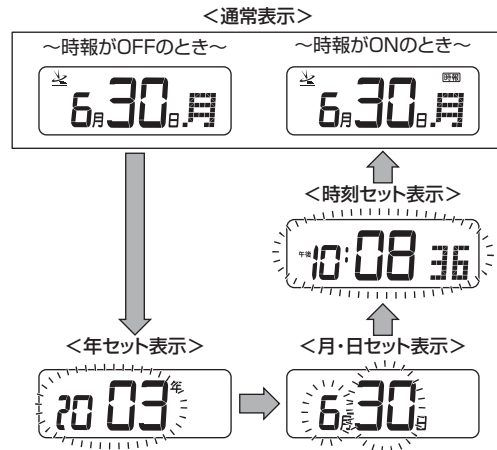 <通常表示>
~時報がOFFのとき~
~時報がONのとき~
6月30日.月
時報
6月30日.月
<時刻セット表示>
午後10:08 36
<年セット表示>
<月・日セット表示>
2003年
6月30日